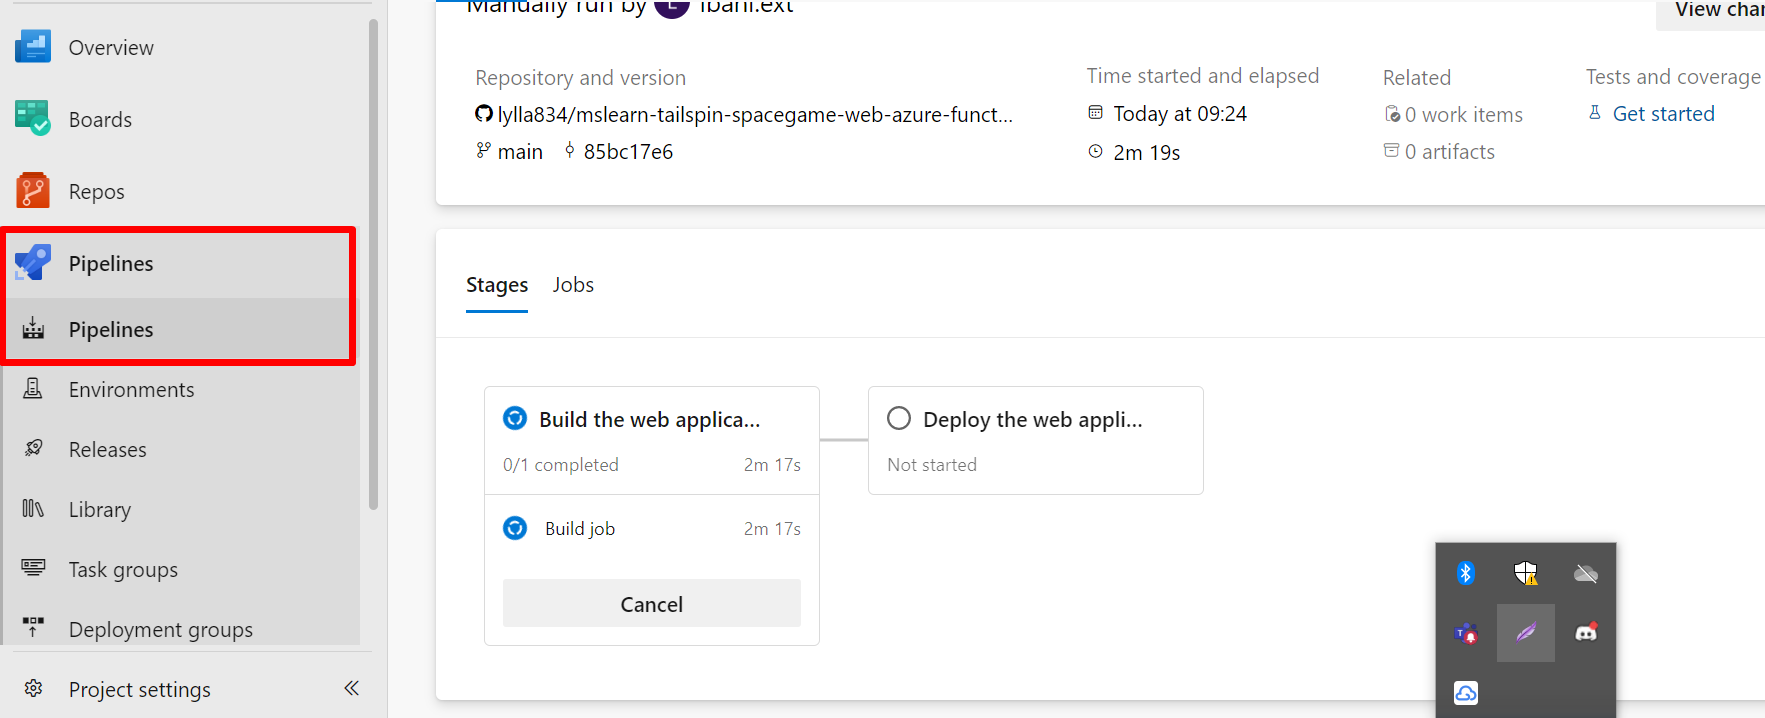 Manually run by L lbahi.ext
View char
Overview
Boards
Repos
Pipelines
Pipelines
Environments
Releases
Library
Task groups
Deployment groups
Project settings
Repository and version
lylla834/mslearn-tailspin-spacegame-web-azure-funct...
main 85bc17e6
Time started and elapsed
Today at 09:24
2m 19s
Related
0 work items
0 artifacts
Tests and coverage
Get started
Stages Jobs
Build the web applica...
0/1 completed 2m 17s
Build job 2m 17s
Cancel
Deploy the web appli...
Not started